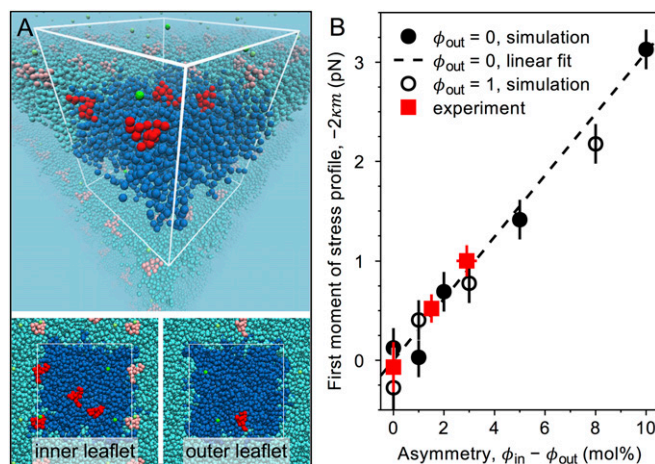 A
inner leaflet
outer leaflet
B
ϕout = 0, simulation
ϕout = 0, linear fit
ϕout = 1, simulation
experiment
First moment of stress profile, −2κm (pN)
3
2
1
0
0
2
4
6
8
10
Asymmetry, ϕin − ϕout (mol%)